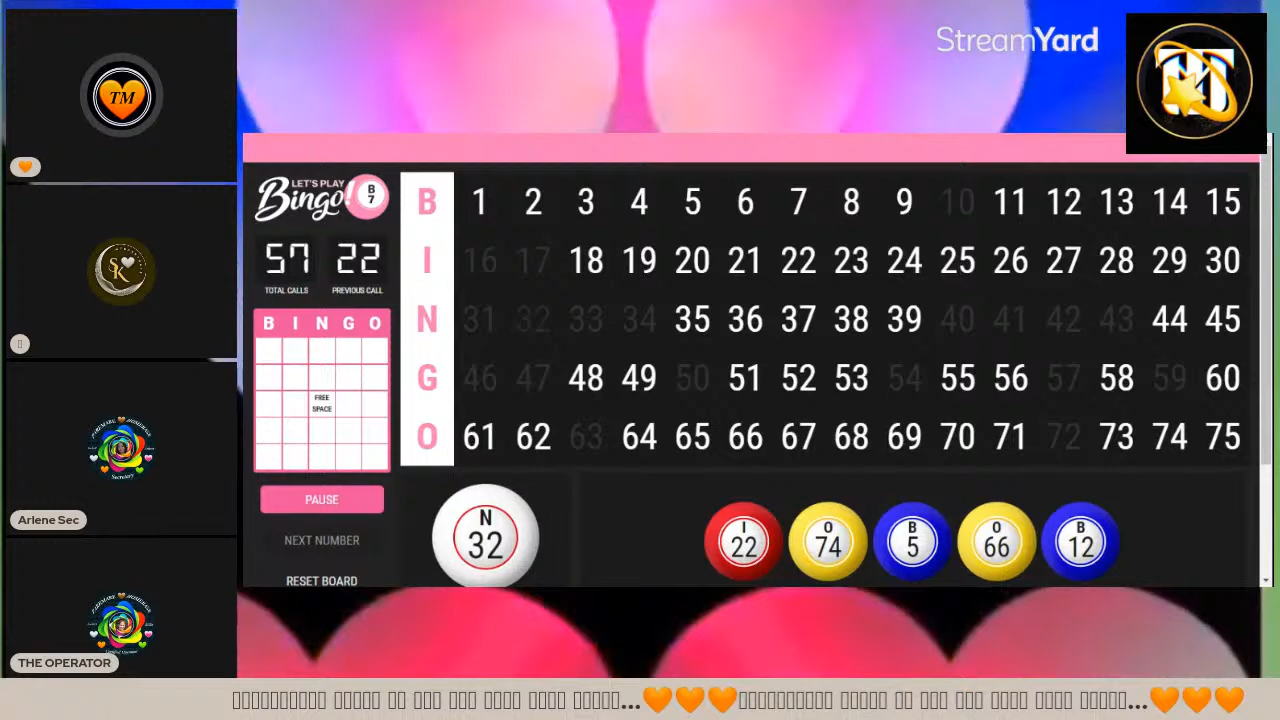 StreamYard
TM
🧡
SK
Arlene Sec
Secretary
THE OPERATOR
LET'S PLAY
Bingo!
B
7
57 22
TOTAL CALLS PREVIOUS CALL
B I N G O
FREE
SPACE
PAUSE
NEXT NUMBER
RESET BOARD
B 1 2 3 4 5 6 7 8 9 10 11 12 13 14 15
I 16 17 18 19 20 21 22 23 24 25 26 27 28 29 30
N 31 32 33 34 35 36 37 38 39 40 41 42 43 44 45
G 46 47 48 49 50 51 52 53 54 55 56 57 58 59 60
O 61 62 63 64 65 66 67 68 69 70 71 72 73 74 75
N
32
I O B O B
22 74 5 66 12